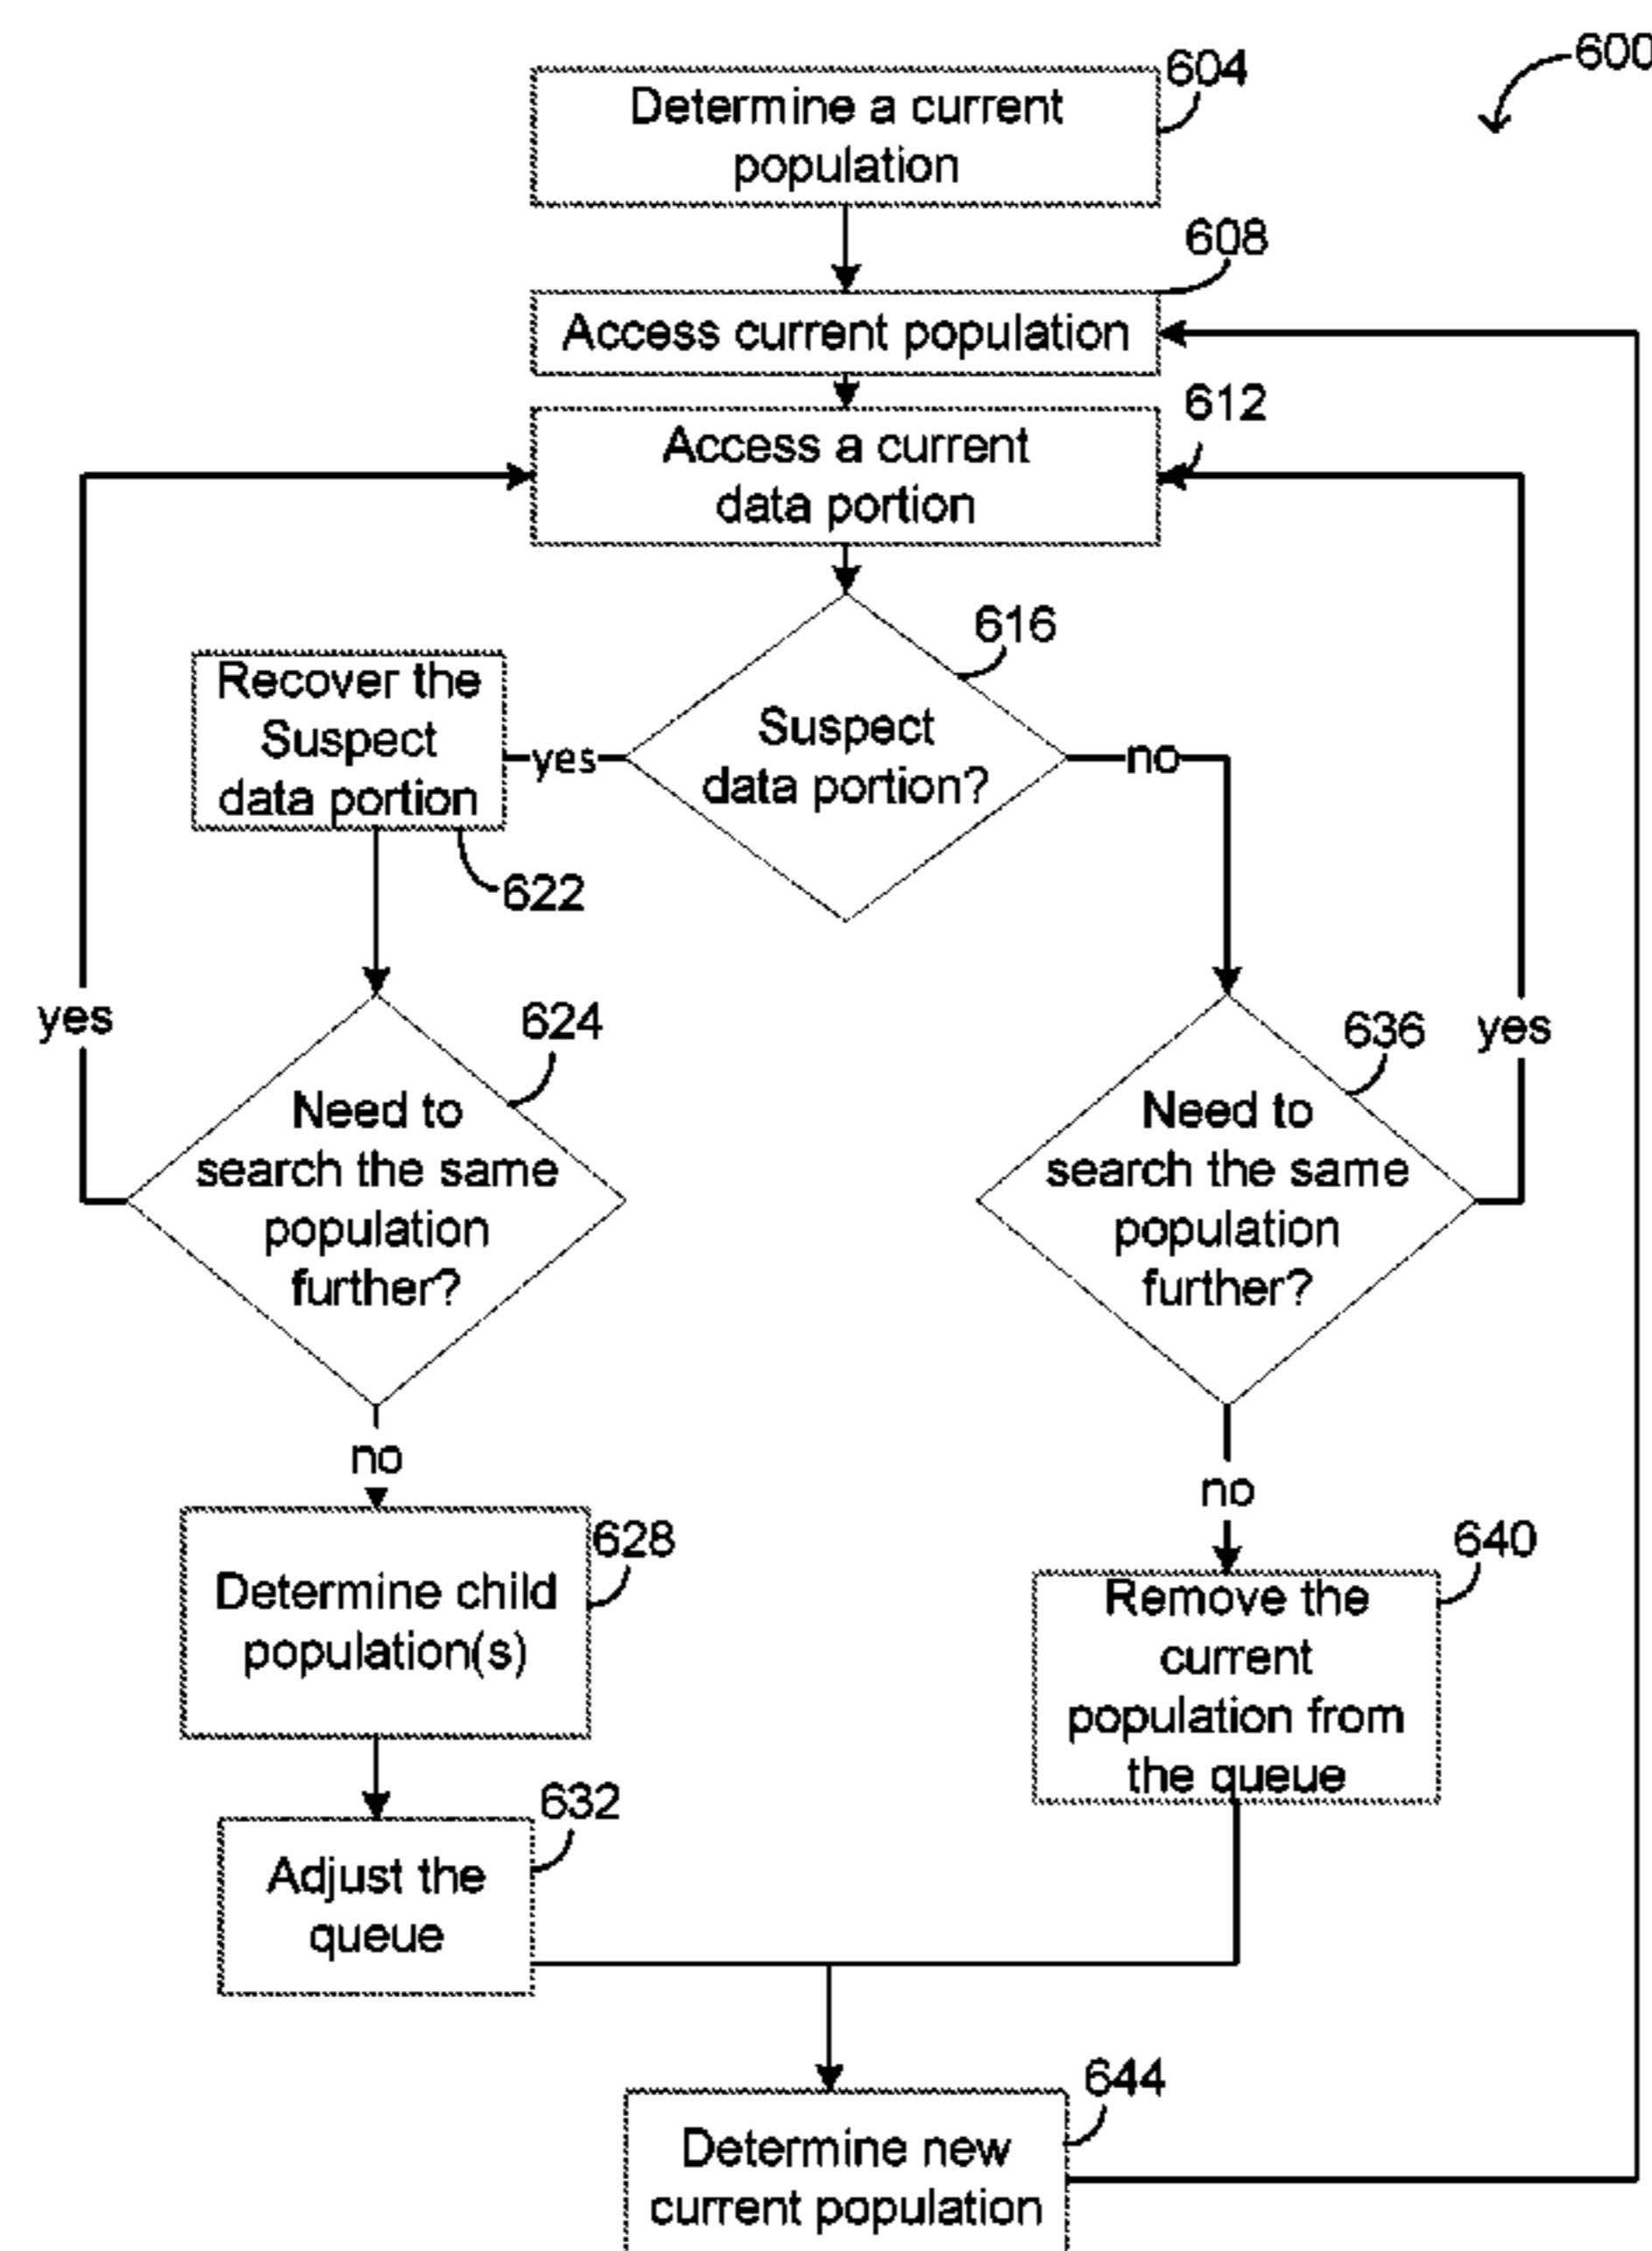 600
604
Determine a current
population
608
Access current population
612
Access a current
data portion
616
Suspect
data portion?
yes
no
Recover the
Suspect
data portion
622
yes
624
Need to
search the same
population
further?
636
yes
Need to
search the same
population
further?
no
no
628
Determine child
population(s)
640
Remove the
current
population from
the queue
632
Adjust the
queue
644
Determine new
current population